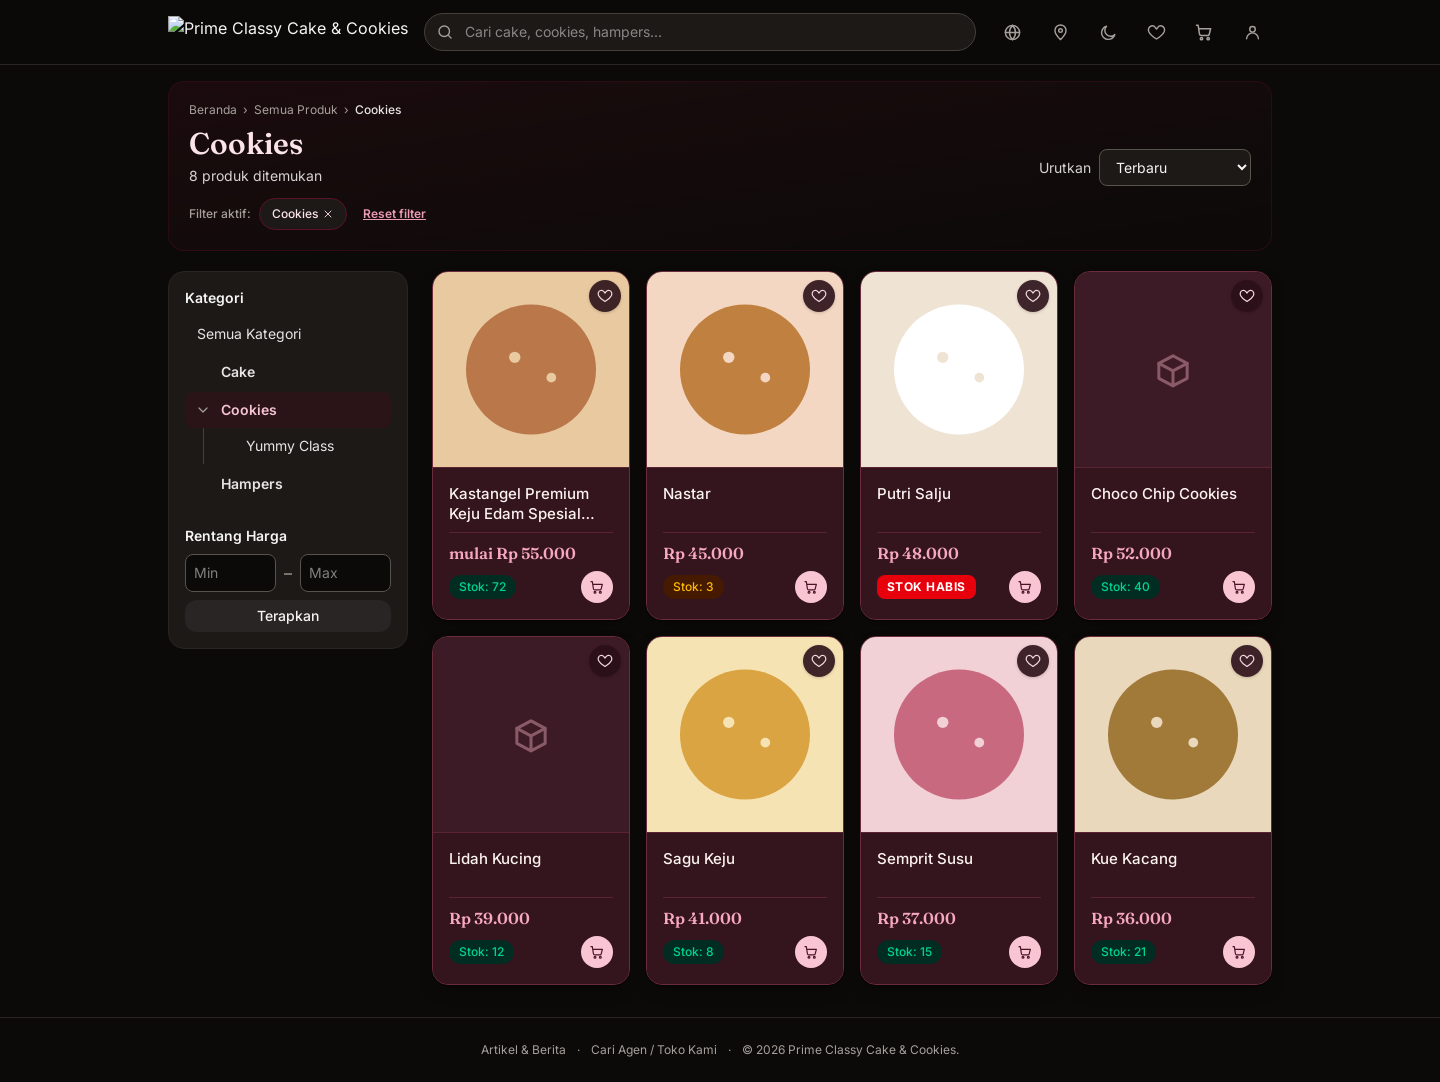 Prime Classy Cake & Cookies
Cari cake, cookies, hampers...
Beranda › Semua Produk › Cookies
Cookies
8 produk ditemukan
Filter aktif: Cookies Reset filter
Urutkan Terbaru
Kategori
Semua Kategori
Cake
Cookies
Yummy Class
Hampers
Rentang Harga
Min – Max
Terapkan
Kastangel Premium
Keju Edam Spesial...
mulai Rp 55.000
Stok: 72
Nastar
Rp 45.000
Stok: 3
Putri Salju
Rp 48.000
STOK HABIS
Choco Chip Cookies
Rp 52.000
Stok: 40
Lidah Kucing
Rp 39.000
Stok: 12
Sagu Keju
Rp 41.000
Stok: 8
Semprit Susu
Rp 37.000
Stok: 15
Kue Kacang
Rp 36.000
Stok: 21
Artikel & Berita · Cari Agen / Toko Kami · © 2026 Prime Classy Cake & Cookies.